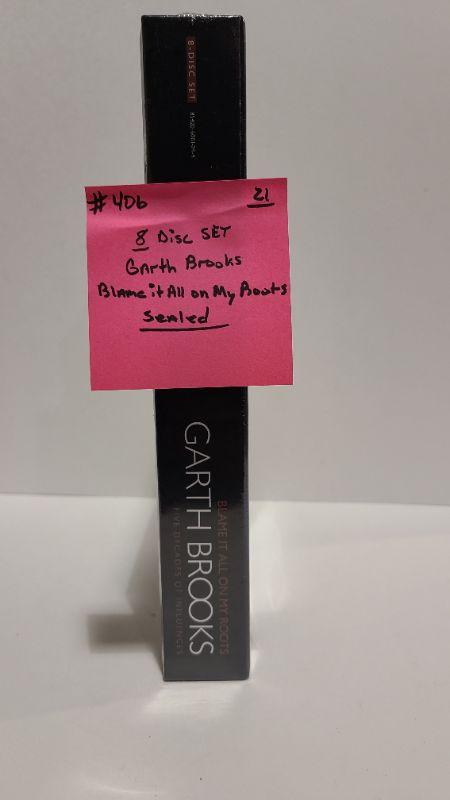 8-DISC SET
#406
21
8 Disc SET
Garth Brooks
Blame it All on My Boots
Sealed
BLAME IT ALL ON MY ROOTS
GARTH BROOKS
FIVE DECADES OF INFLUENCES